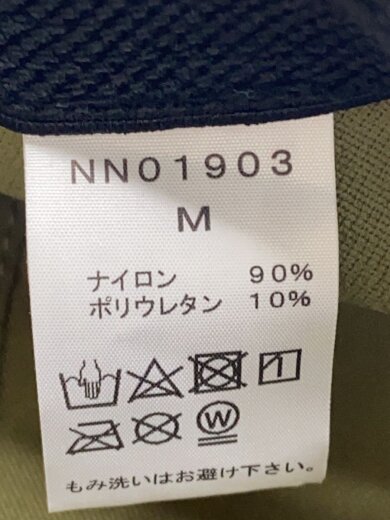 NN01903
M
ナイロン 90%
ポリウレタン 10%
W
もみ洗いはお避け下さい。